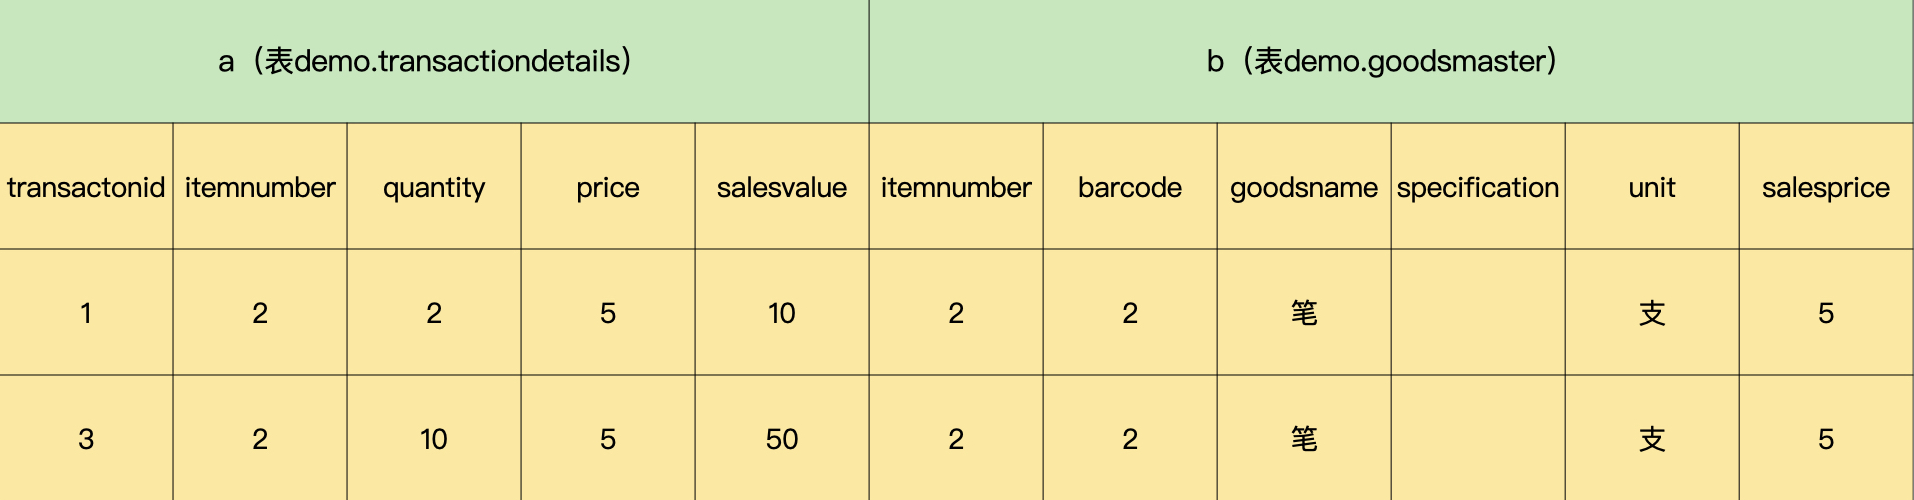 a（表demo.transactiondetails） b（表demo.goodsmaster）
transactonid itemnumber quantity price salesvalue itemnumber barcode goodsname specification unit salesprice
1 2 2 5 10 2 2 笔 支 5
3 2 10 5 50 2 2 笔 支 5